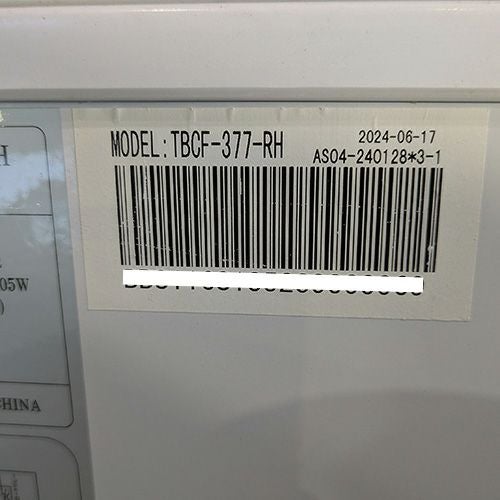 MODEL:TBCF-377-RH
2024-06-17
AS04-240128*3-1
H
05W
)
CHINA